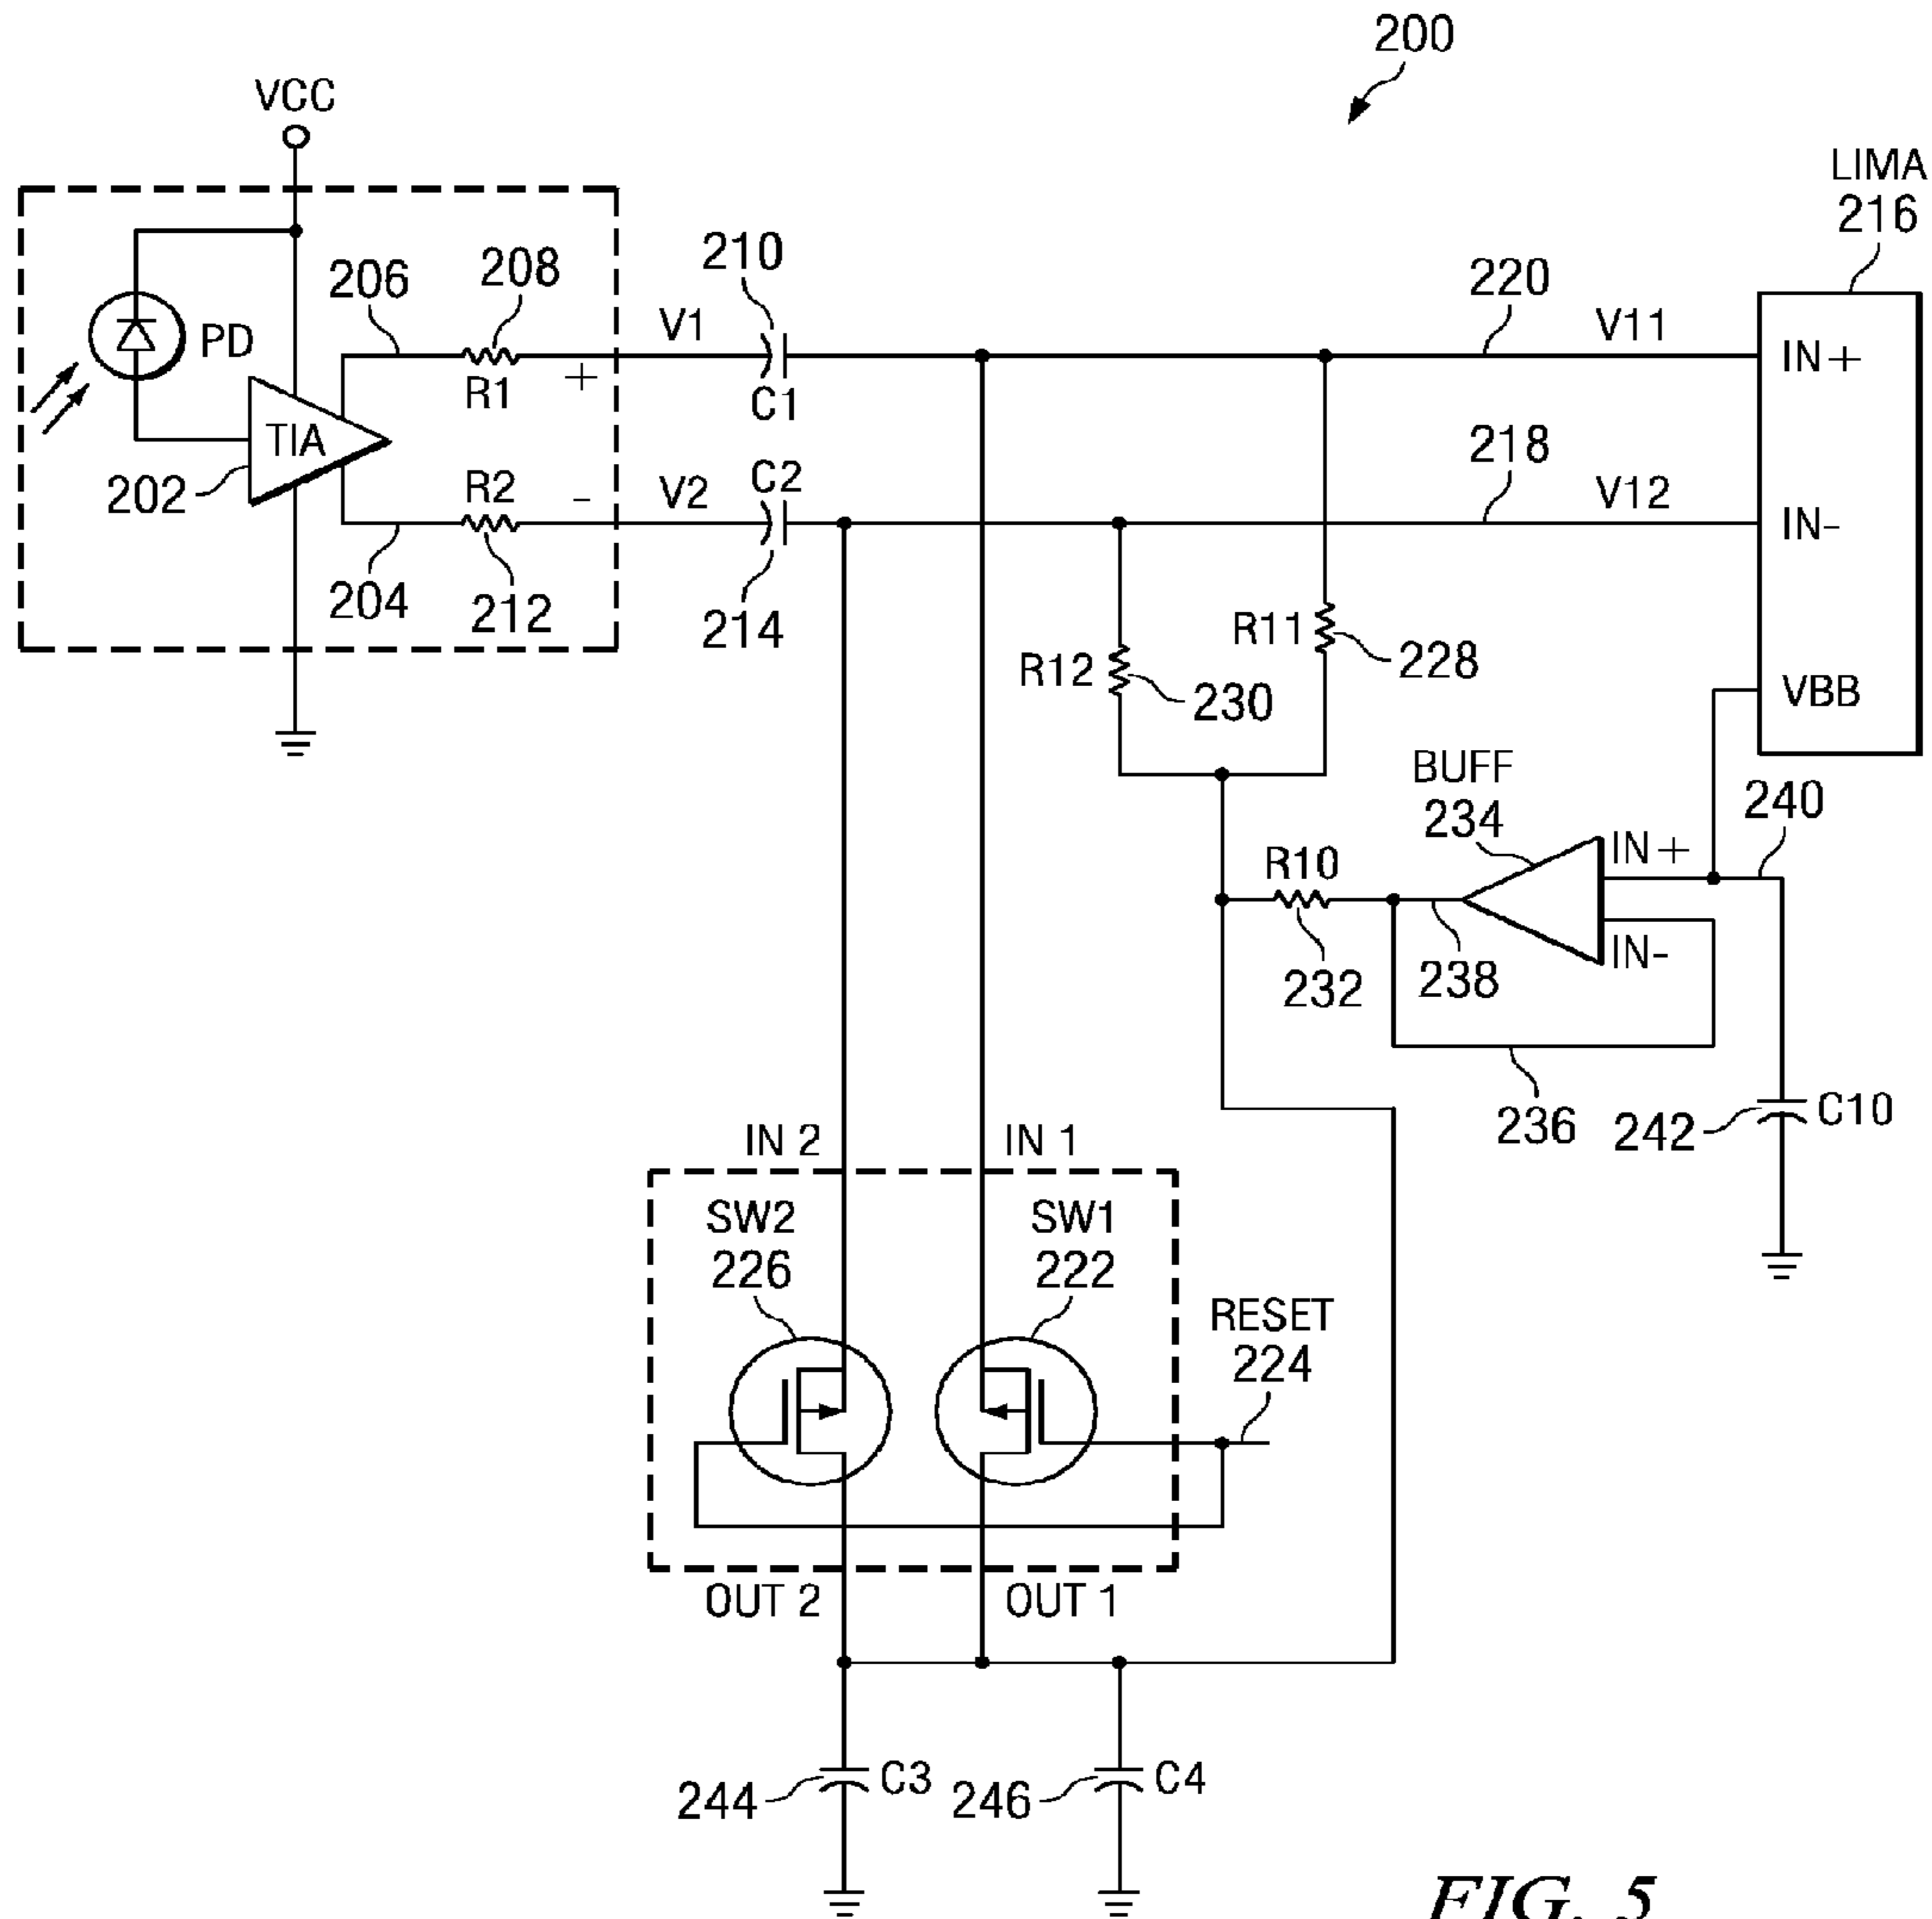 200
VCC
LIMA
216
210
208
206
220
V1
V11
PD
R1
+
C1
IN+
TIA
202
R2
-
V2
C2
218
V12
IN-
204
212
214
R11
228
R12
230
VBB
BUFF
234
240
IN+
R10
IN-
232
238
236
242
C10
IN 2
IN 1
SW2
226
SW1
222
RESET
224
OUT 2
OUT 1
244
C3
246
C4
FIG. 5